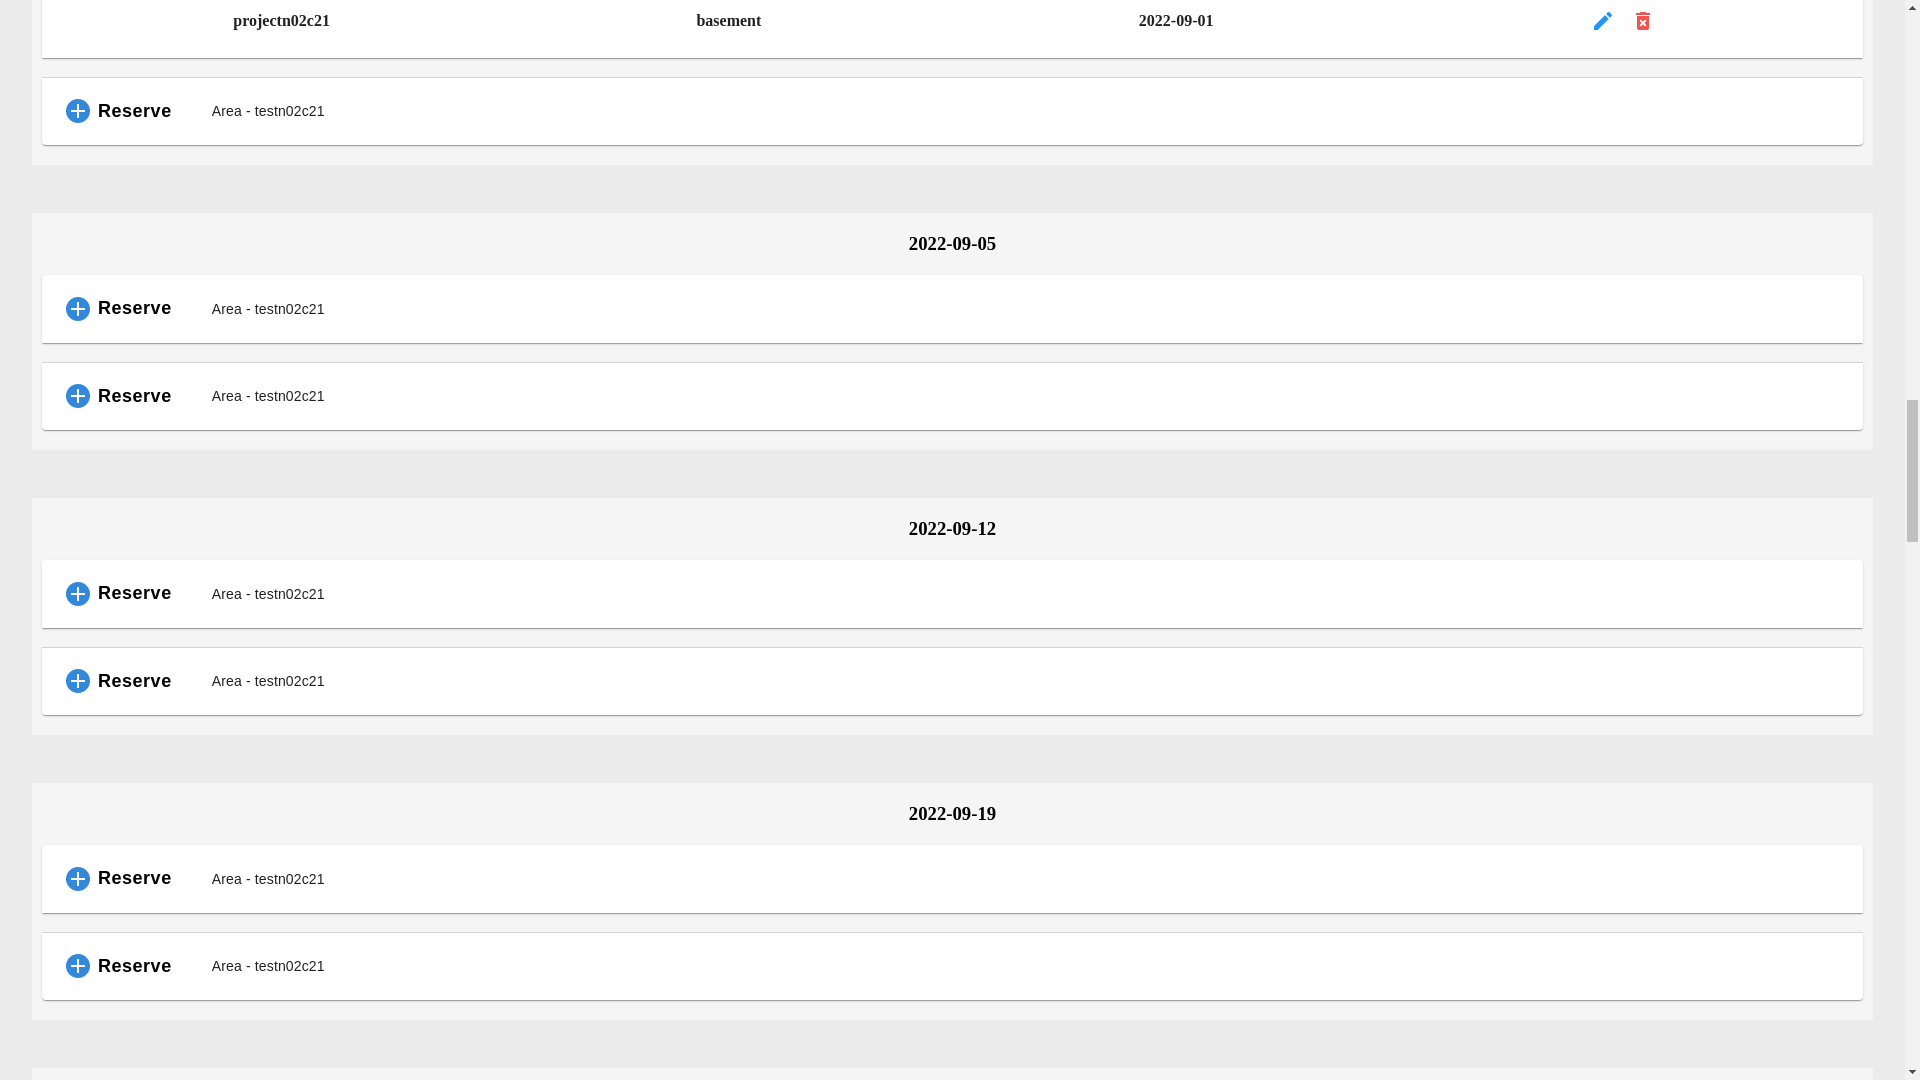 projectn02c21 basement 2022-09-01
Reserve Area - testn02c21
2022-09-05
Reserve Area - testn02c21
Reserve Area - testn02c21
2022-09-12
Reserve Area - testn02c21
Reserve Area - testn02c21
2022-09-19
Reserve Area - testn02c21
Reserve Area - testn02c21